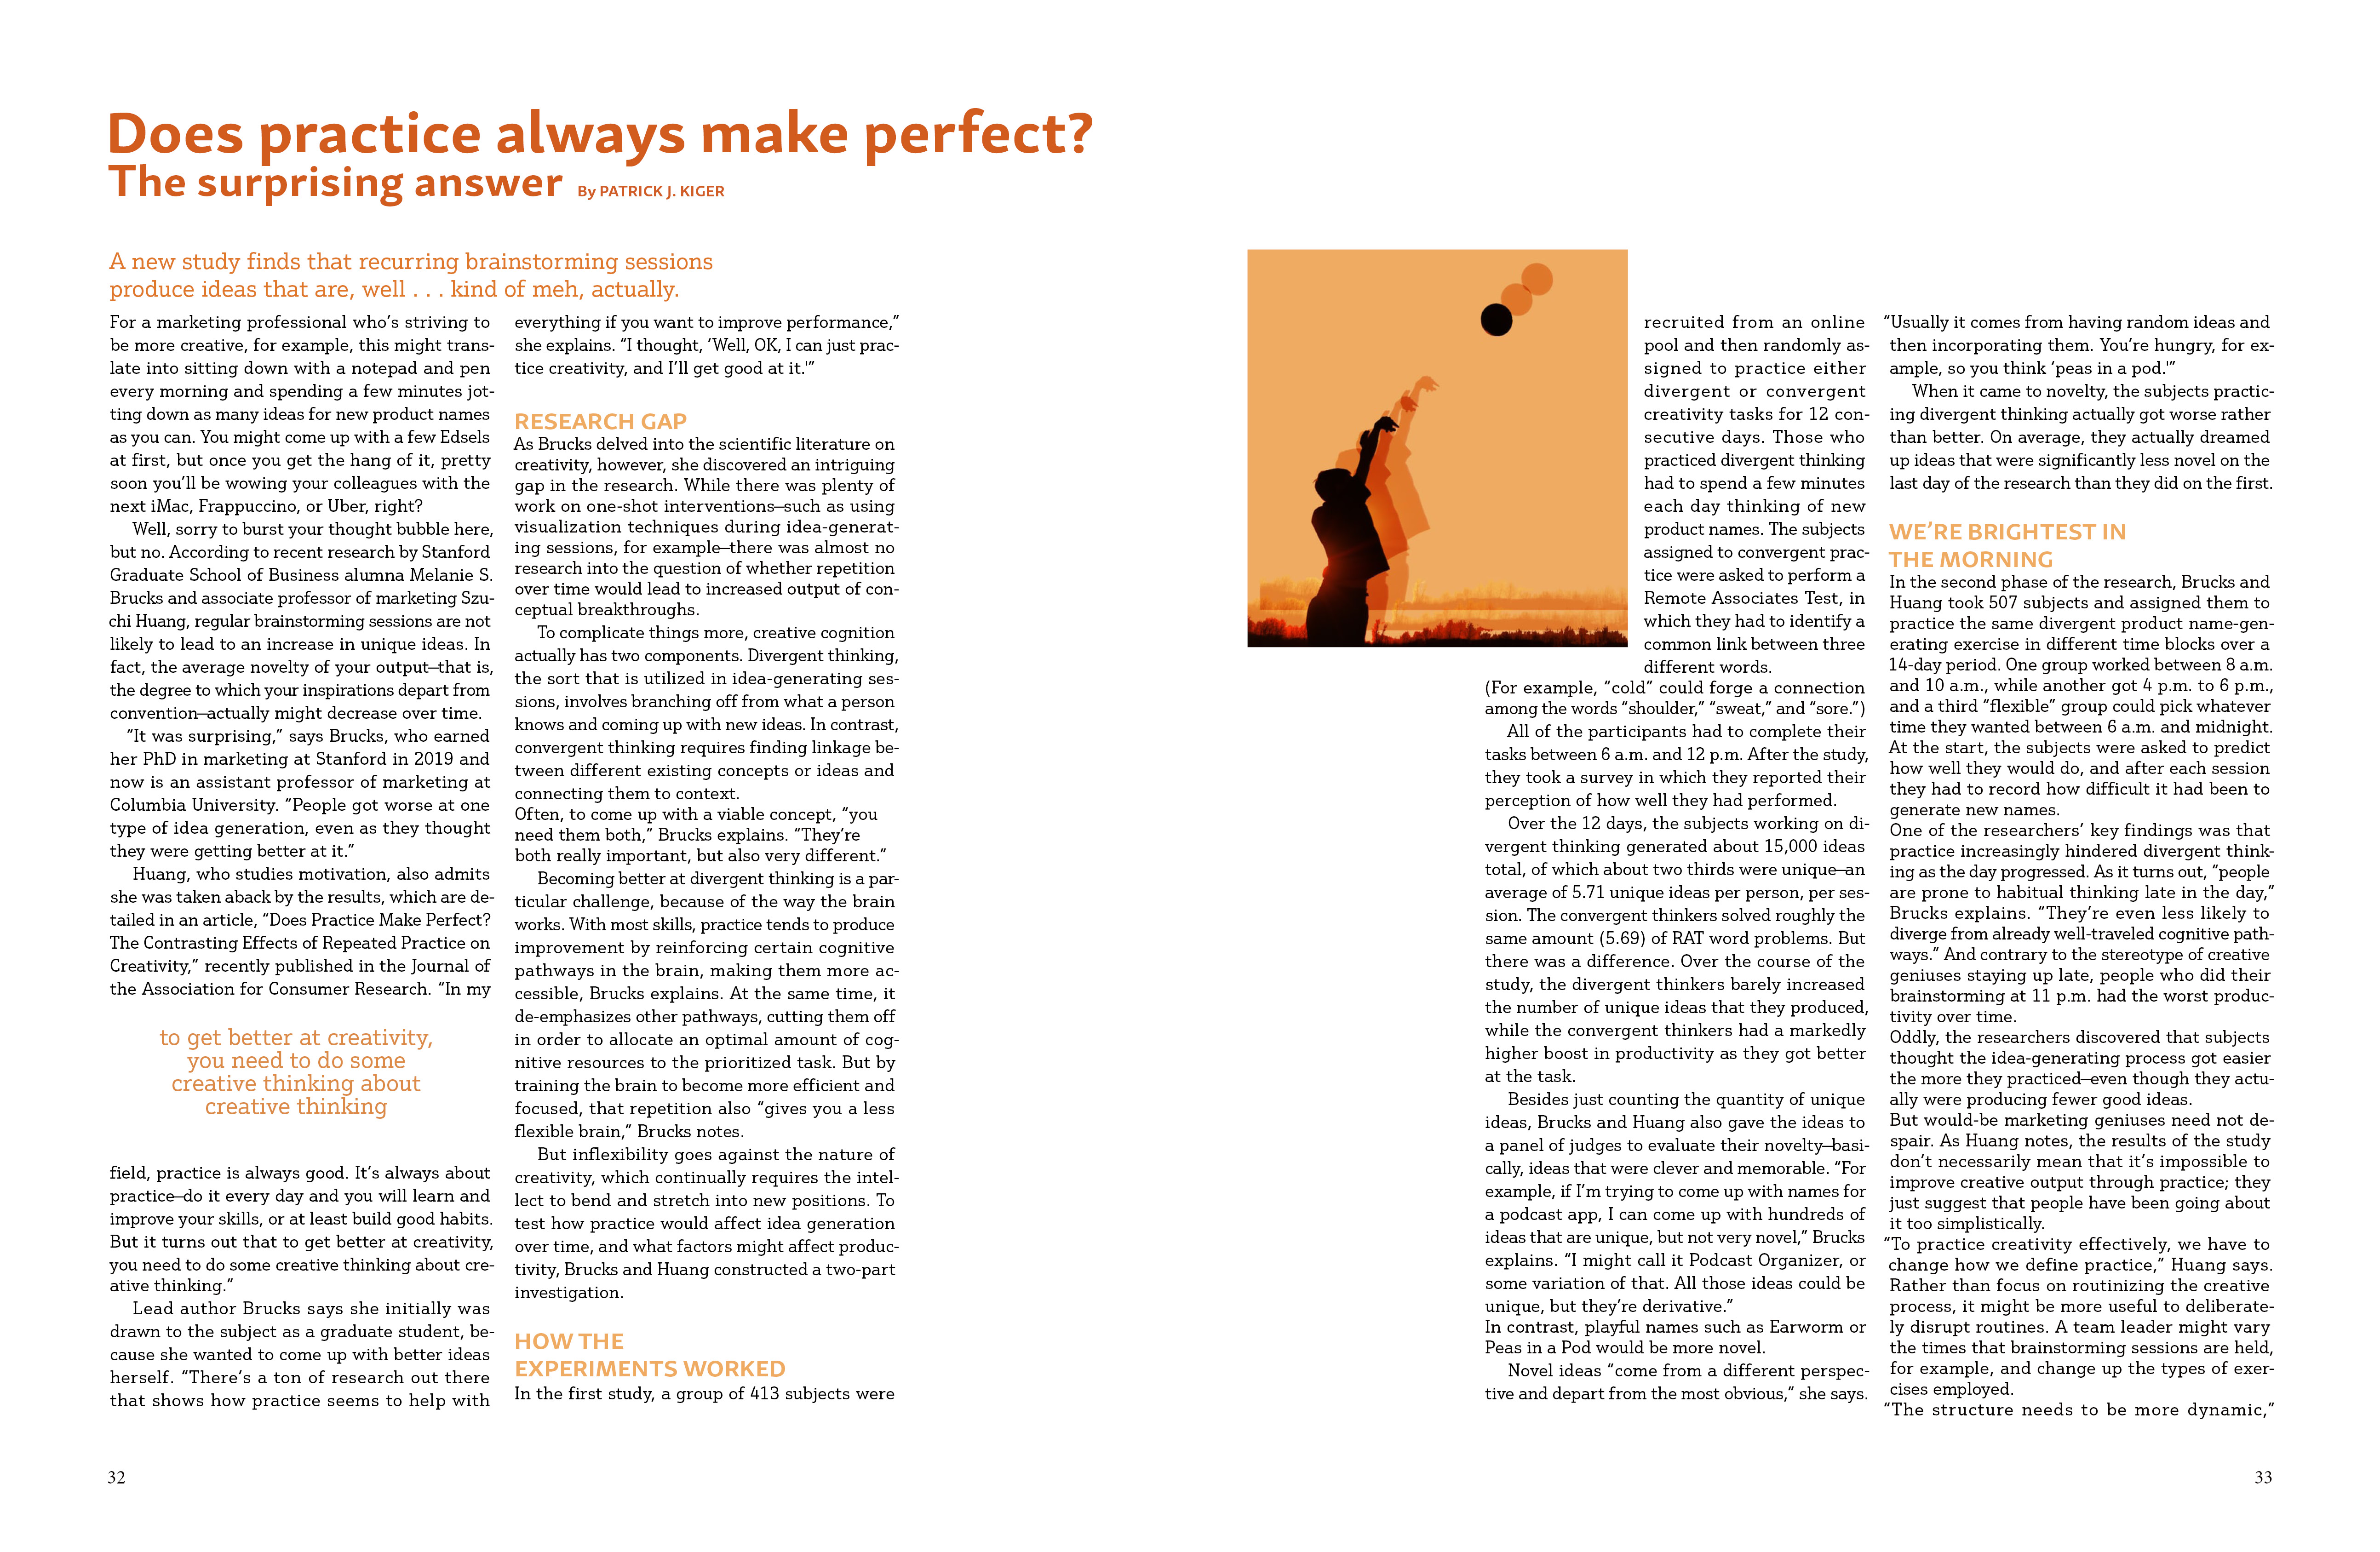 Does practice always make perfect?
The surprising answer By PATRICK J. KIGER
A new study finds that recurring brainstorming sessions
produce ideas that are, well . . . kind of meh, actually.
For a marketing professional who's striving to
be more creative, for example, this might trans-
late into sitting down with a notepad and pen
every morning and spending a few minutes jot-
ting down as many ideas for new product names
as you can. You might come up with a few Edsels
at first, but once you get the hang of it, pretty
soon you'll be wowing your colleagues with the
next iMac, Frappuccino, or Uber, right?
Well, sorry to burst your thought bubble here,
but no. According to recent research by Stanford
Graduate School of Business alumna Melanie S.
Brucks and associate professor of marketing Szu-
chi Huang, regular brainstorming sessions are not
likely to lead to an increase in unique ideas. In
fact, the average novelty of your output—that is,
the degree to which your inspirations depart from
convention—actually might decrease over time.
“It was surprising,” says Brucks, who earned
her PhD in marketing at Stanford in 2019 and
now is an assistant professor of marketing at
Columbia University. “People got worse at one
type of idea generation, even as they thought
they were getting better at it.”
Huang, who studies motivation, also admits
she was taken aback by the results, which are de-
tailed in an article, “Does Practice Make Perfect?
The Contrasting Effects of Repeated Practice on
Creativity,” recently published in the Journal of
the Association for Consumer Research. “In my
to get better at creativity,
you need to do some
creative thinking about
creative thinking
field, practice is always good. It's always about
practice—do it every day and you will learn and
improve your skills, or at least build good habits.
But it turns out that to get better at creativity,
you need to do some creative thinking about cre-
ative thinking.”
Lead author Brucks says she initially was
drawn to the subject as a graduate student, be-
cause she wanted to come up with better ideas
herself. “There's a ton of research out there
that shows how practice seems to help with
everything if you want to improve performance,”
she explains. “I thought, ‘Well, OK, I can just prac-
tice creativity, and I'll get good at it.'”
RESEARCH GAP
As Brucks delved into the scientific literature on
creativity, however, she discovered an intriguing
gap in the research. While there was plenty of
work on one-shot interventions—such as using
visualization techniques during idea-generat-
ing sessions, for example—there was almost no
research into the question of whether repetition
over time would lead to increased output of con-
ceptual breakthroughs.
To complicate things more, creative cognition
actually has two components. Divergent thinking,
the sort that is utilized in idea-generating ses-
sions, involves branching off from what a person
knows and coming up with new ideas. In contrast,
convergent thinking requires finding linkage be-
tween different existing concepts or ideas and
connecting them to context.
Often, to come up with a viable concept, “you
need them both,” Brucks explains. “They're
both really important, but also very different.”
Becoming better at divergent thinking is a par-
ticular challenge, because of the way the brain
works. With most skills, practice tends to produce
improvement by reinforcing certain cognitive
pathways in the brain, making them more ac-
cessible, Brucks explains. At the same time, it
de-emphasizes other pathways, cutting them off
in order to allocate an optimal amount of cog-
nitive resources to the prioritized task. But by
training the brain to become more efficient and
focused, that repetition also “gives you a less
flexible brain,” Brucks notes.
But inflexibility goes against the nature of
creativity, which continually requires the intel-
lect to bend and stretch into new positions. To
test how practice would affect idea generation
over time, and what factors might affect produc-
tivity, Brucks and Huang constructed a two-part
investigation.
HOW THE
EXPERIMENTS WORKED
In the first study, a group of 413 subjects were
recruited from an online
pool and then randomly as-
signed to practice either
divergent or convergent
creativity tasks for 12 con-
secutive days. Those who
practiced divergent thinking
had to spend a few minutes
each day thinking of new
product names. The subjects
assigned to convergent prac-
tice were asked to perform a
Remote Associates Test, in
which they had to identify a
common link between three
different words.
(For example, “cold” could forge a connection
among the words “shoulder,” “sweat,” and “sore.”)
All of the participants had to complete their
tasks between 6 a.m. and 12 p.m. After the study,
they took a survey in which they reported their
perception of how well they had performed.
Over the 12 days, the subjects working on di-
vergent thinking generated about 15,000 ideas
total, of which about two thirds were unique—an
average of 5.71 unique ideas per person, per ses-
sion. The convergent thinkers solved roughly the
same amount (5.69) of RAT word problems. But
there was a difference. Over the course of the
study, the divergent thinkers barely increased
the number of unique ideas that they produced,
while the convergent thinkers had a markedly
higher boost in productivity as they got better
at the task.
Besides just counting the quantity of unique
ideas, Brucks and Huang also gave the ideas to
a panel of judges to evaluate their novelty—basi-
cally, ideas that were clever and memorable. “For
example, if I'm trying to come up with names for
a podcast app, I can come up with hundreds of
ideas that are unique, but not very novel,” Brucks
explains. “I might call it Podcast Organizer, or
some variation of that. All those ideas could be
unique, but they're derivative.”
In contrast, playful names such as Earworm or
Peas in a Pod would be more novel.
Novel ideas “come from a different perspec-
tive and depart from the most obvious,” she says.
“Usually it comes from having random ideas and
then incorporating them. You're hungry, for ex-
ample, so you think ‘peas in a pod.'”
When it came to novelty, the subjects practic-
ing divergent thinking actually got worse rather
than better. On average, they actually dreamed
up ideas that were significantly less novel on the
last day of the research than they did on the first.
WE'RE BRIGHTEST IN
THE MORNING
In the second phase of the research, Brucks and
Huang took 507 subjects and assigned them to
practice the same divergent product name-gen-
erating exercise in different time blocks over a
14-day period. One group worked between 8 a.m.
and 10 a.m., while another got 4 p.m. to 6 p.m.,
and a third “flexible” group could pick whatever
time they wanted between 6 a.m. and midnight.
At the start, the subjects were asked to predict
how well they would do, and after each session
they had to record how difficult it had been to
generate new names.
One of the researchers' key findings was that
practice increasingly hindered divergent think-
ing as the day progressed. As it turns out, “people
are prone to habitual thinking late in the day,”
Brucks explains. “They're even less likely to
diverge from already well-traveled cognitive path-
ways.” And contrary to the stereotype of creative
geniuses staying up late, people who did their
brainstorming at 11 p.m. had the worst produc-
tivity over time.
Oddly, the researchers discovered that subjects
thought the idea-generating process got easier
the more they practiced—even though they actu-
ally were producing fewer good ideas.
But would-be marketing geniuses need not de-
spair. As Huang notes, the results of the study
don't necessarily mean that it's impossible to
improve creative output through practice; they
just suggest that people have been going about
it too simplistically.
“To practice creativity effectively, we have to
change how we define practice,” Huang says.
Rather than focus on routinizing the creative
process, it might be more useful to deliberate-
ly disrupt routines. A team leader might vary
the times that brainstorming sessions are held,
for example, and change up the types of exer-
cises employed.
“The structure needs to be more dynamic,”
32
33